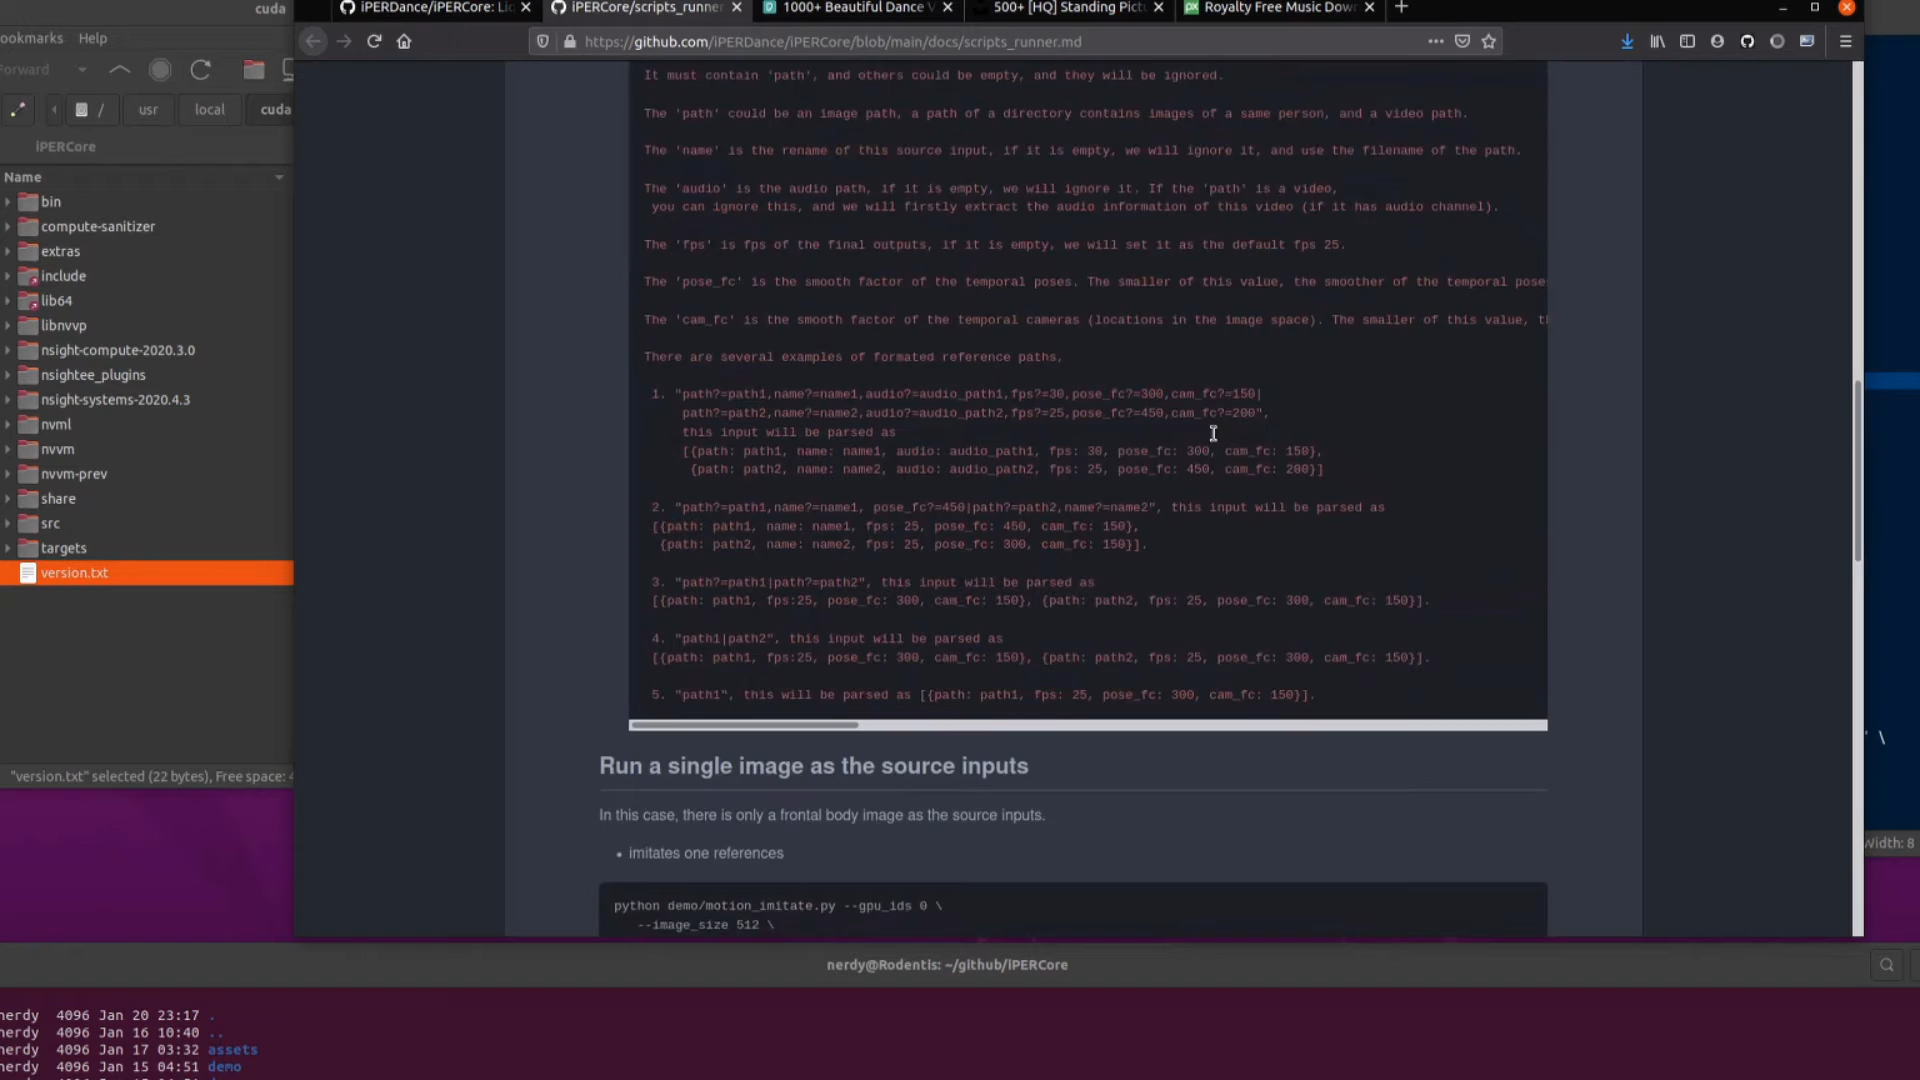 cuda
iPERDance/iPERCore: Li
iPERCore/scripts_runner
1000+ Beautiful Dance V
500+ [HQ] Standing Pict
Royalty Free Music Dow
ookmarks Help
https://github.com/iPERDance/iPERCore/blob/main/docs/scripts_runner.md
Forward
/ usr local cuda
iPERCore
Name
bin
compute-sanitizer
extras
include
lib64
libnvvp
nsight-compute-2020.3.0
nsightee_plugins
nsight-systems-2020.4.3
nvml
nvvm
nvvm-prev
share
src
targets
version.txt
"version.txt" selected (22 bytes), Free space:
It must contain 'path', and others could be empty, and they will be ignored.
The 'path' could be an image path, a path of a directory contains images of a same person, and a video path.
The 'name' is the rename of this source input, if it is empty, we will ignore it, and use the filename of the path.
The 'audio' is the audio path, if it is empty, we will ignore it. If the 'path' is a video,
you can ignore this, and we will firstly extract the audio information of this video (if it has audio channel).
The 'fps' is fps of the final outputs, if it is empty, we will set it as the default fps 25.
The 'pose_fc' is the smooth factor of the temporal poses. The smaller of this value, the smoother of the temporal pose
The 'cam_fc' is the smooth factor of the temporal cameras (locations in the image space). The smaller of this value, t
There are several examples of formated reference paths,
1. "path?=path1,name?=name1,audio?=audio_path1,fps?=30,pose_fc?=300,cam_fc?=150|
path?=path2,name?=name2,audio?=audio_path2,fps?=25,pose_fc?=450,cam_fc?=200",
this input will be parsed as
[{path: path1, name: name1, audio: audio_path1, fps: 30, pose_fc: 300, cam_fc: 150},
{path: path2, name: name2, audio: audio_path2, fps: 25, pose_fc: 450, cam_fc: 200}]
2. "path?=path1,name?=name1, pose_fc?=450|path?=path2,name?=name2", this input will be parsed as
[{path: path1, name: name1, fps: 25, pose_fc: 450, cam_fc: 150},
{path: path2, name: name2, fps: 25, pose_fc: 300, cam_fc: 150}].
3. "path?=path1|path?=path2", this input will be parsed as
[{path: path1, fps:25, pose_fc: 300, cam_fc: 150}, {path: path2, fps: 25, pose_fc: 300, cam_fc: 150}].
4. "path1|path2", this input will be parsed as
[{path: path1, fps:25, pose_fc: 300, cam_fc: 150}, {path: path2, fps: 25, pose_fc: 300, cam_fc: 150}].
5. "path1", this will be parsed as [{path: path1, fps: 25, pose_fc: 300, cam_fc: 150}].
Run a single image as the source inputs
In this case, there is only a frontal body image as the source inputs.
• imitates one references
python demo/motion_imitate.py --gpu_ids 0 \
--image_size 512 \
' \
Width: 8
nerdy@Rodentis: ~/github/iPERCore
nerdy 4096 Jan 20 23:17 .
nerdy 4096 Jan 16 10:40 ..
nerdy 4096 Jan 17 03:32 assets
nerdy 4096 Jan 15 04:51 demo